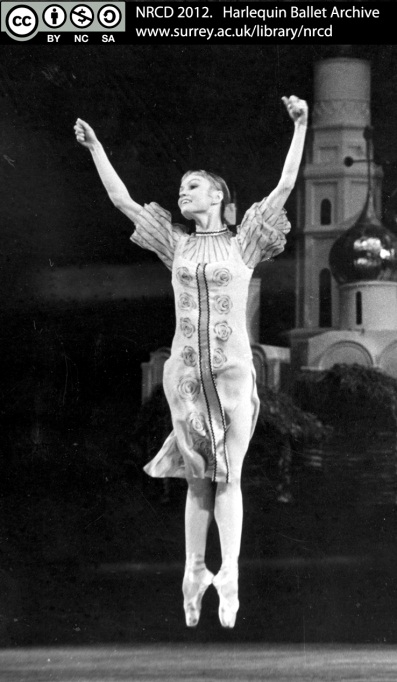 cc
BY NC SA
NRCD 2012. Harlequin Ballet Archive
www.surrey.ac.uk/library/nrcd